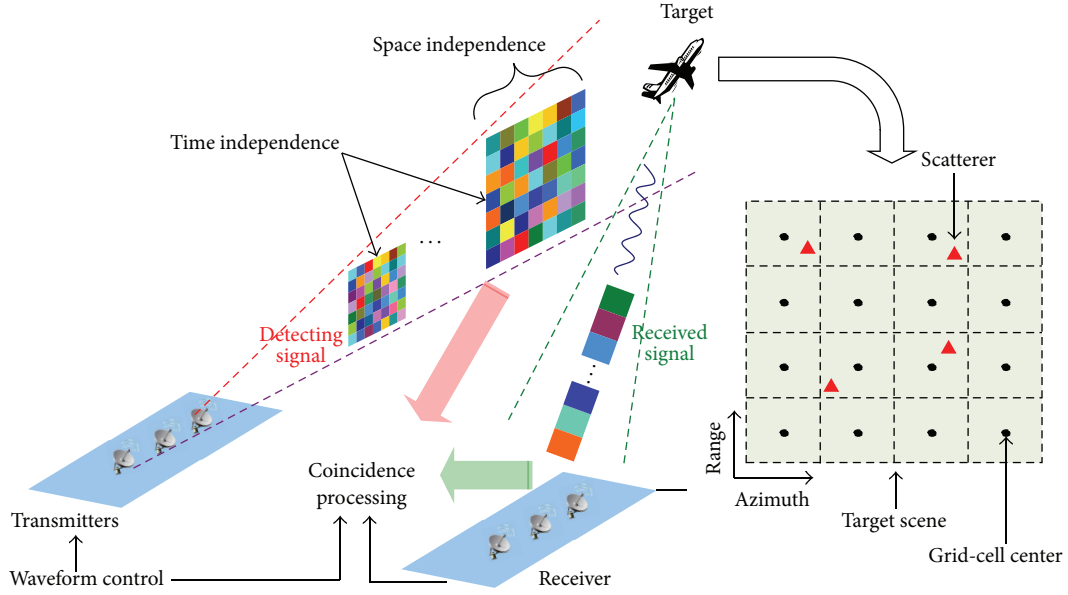 Target
Space independence
Time independence
Scatterer
...
Detecting
signal
Received
signal
...
Coincidence
processing
Range
Azimuth
Transmitters
Target scene
Grid-cell center
Waveform control
Receiver